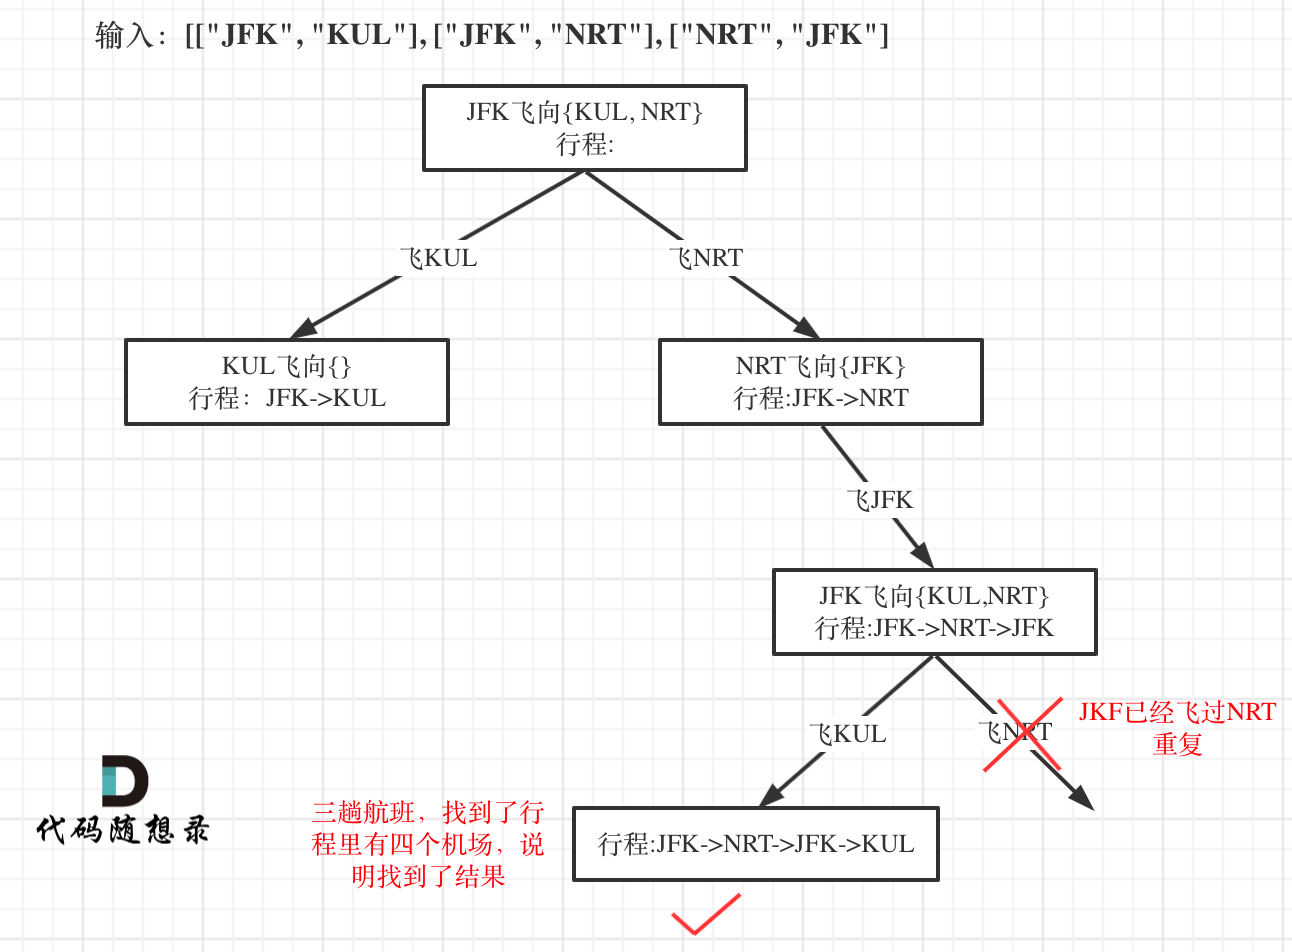 输入：[["JFK", "KUL"], ["JFK", "NRT"], ["NRT", "JFK"]
JFK飞向{KUL, NRT}
行程:
飞KUL
飞NRT
KUL飞向{}
行程：JFK->KUL
NRT飞向{JFK}
行程:JFK->NRT
飞JFK
JFK飞向{KUL,NRT}
行程:JFK->NRT->JFK
飞KUL
飞NRT
JKF已经飞过NRT
重复
三趟航班，找到了行
程里有四个机场，说
明找到了结果
行程:JFK->NRT->JFK->KUL
代码随想录